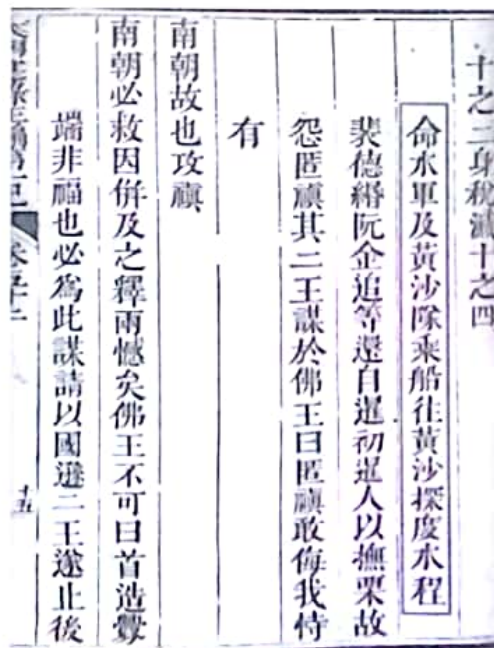 十之二身稅減十之四
命水軍及黃沙隊乘船往黃沙探度水程
裴德缗阮企追等還自暹初暹人以撫杲故
怨匿禛其二王謀於佛王曰匿禛敢侮我恃
有
南朝故也攻禛
南朝必救因併及之釋兩憾矣佛王不可曰首造釁
端非福也必為此謀請以國遜二王遂止後
十五